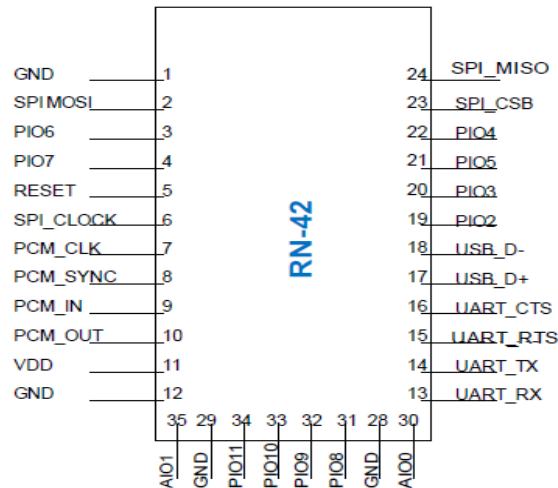 GND 1
SPIMOSI 2
PIO6 3
PIO7 4
RESET 5
SPI_CLOCK 6
PCM_CLK 7
PCM_SYNC 8
PCM_IN 9
PCM_OUT 10
VDD 11
GND 12
RN-42
24 SPI_MISO
23 SPI_CSB
22 PIO4
21 PIO5
20 PIO3
19 PIO2
18 USB_D-
17 USB_D+
16 UART_CTS
15 UART_RTS
14 UART_TX
13 UART_RX
35 29 34 33 32 31 28 30
AIO1
GND
PIO11
PIO10
PIO9
PIO8
GND
AIO0